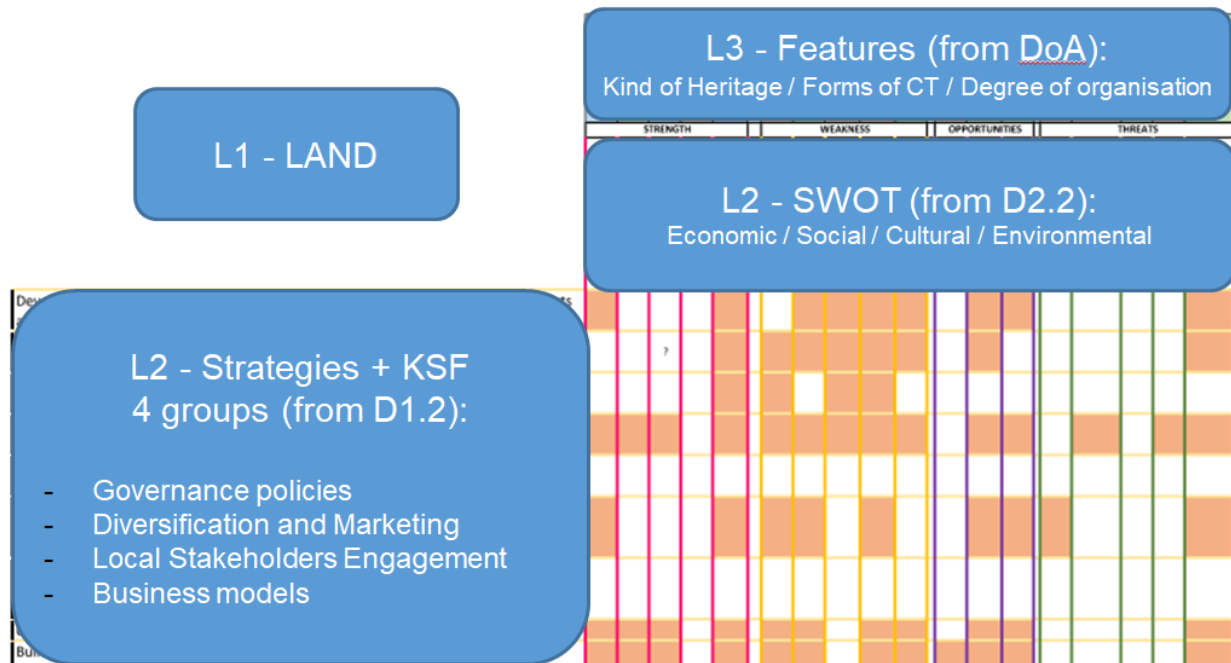 L3 - Features (from DoA):
Kind of Heritage / Forms of CT / Degree of organisation
L1 - LAND
STRENGTH WEAKNESS OPPORTUNITIES THREATS
L2 - SWOT (from D2.2):
Economic / Social / Cultural / Environmental
?
L2 - Strategies + KSF
4 groups (from D1.2):
- Governance policies
- Diversification and Marketing
- Local Stakeholders Engagement
- Business models